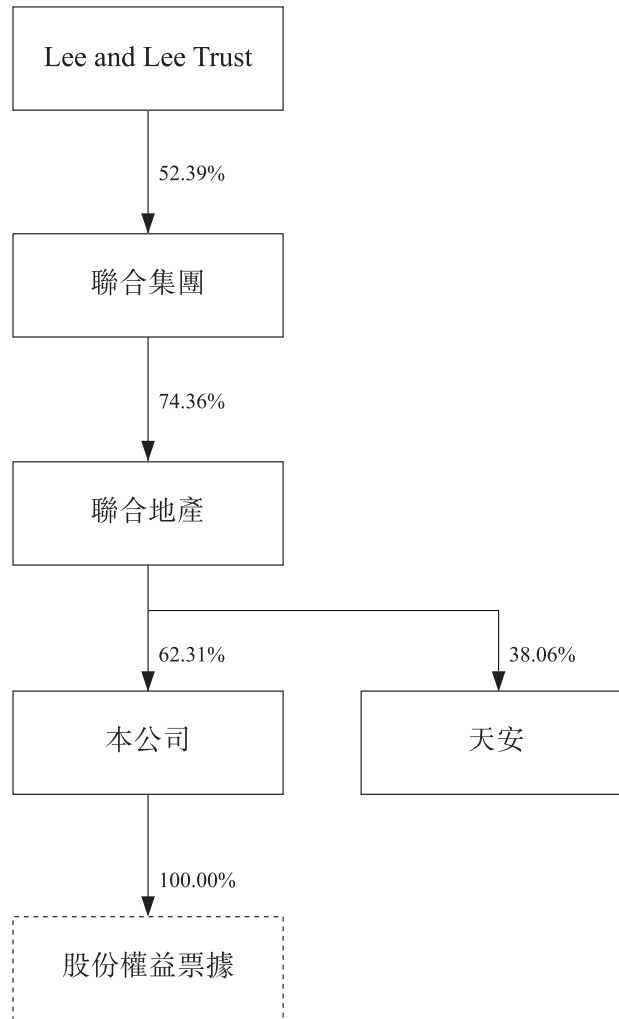 Lee and Lee Trust
52.39%
聯合集團
74.36%
聯合地產
62.31%
38.06%
本公司
天安
100.00%
股份權益票據